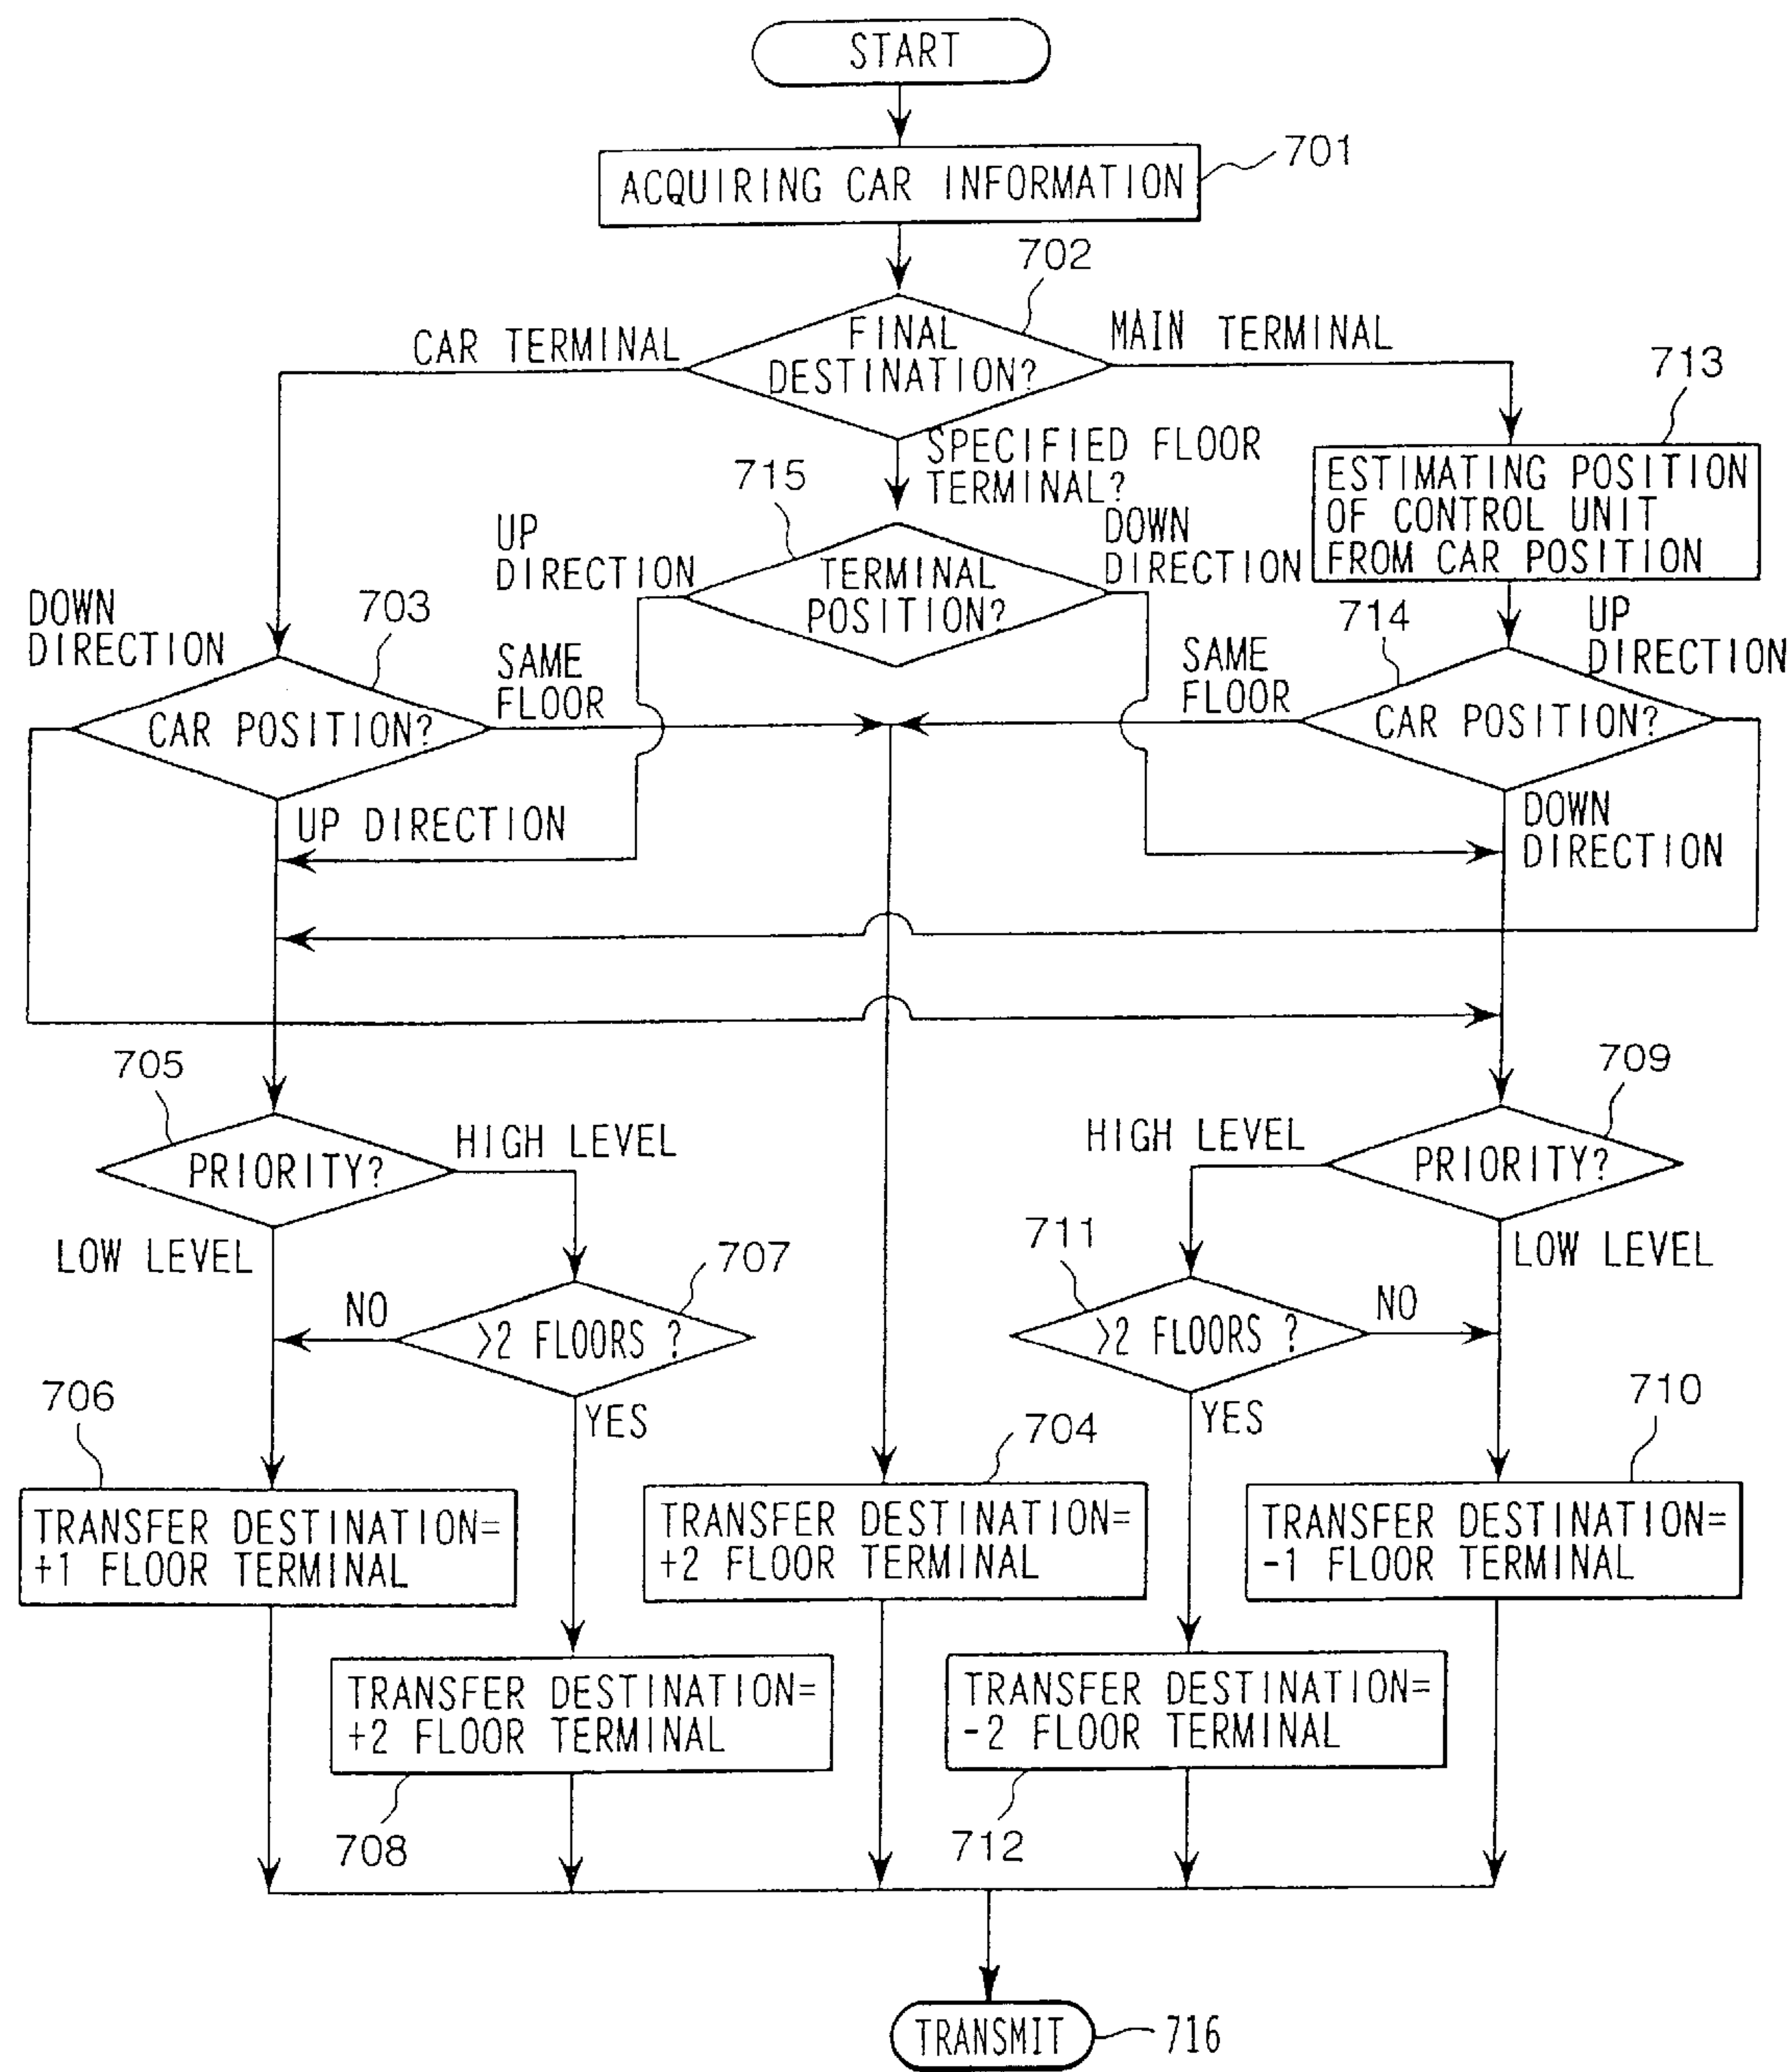 START
701
ACQUIRING CAR INFORMATION
702
CAR TERMINAL
FINAL
DESTINATION?
MAIN TERMINAL
713
SPECIFIED FLOOR
TERMINAL?
ESTIMATING POSITION
OF CONTROL UNIT
FROM CAR POSITION
715
UP
DIRECTION
TERMINAL
POSITION?
DOWN
DIRECTION
DOWN
DIRECTION
703
CAR POSITION?
SAME
FLOOR
SAME
FLOOR
714
UP
DIRECTION
CAR POSITION?
UP DIRECTION
DOWN
DIRECTION
705
PRIORITY?
HIGH LEVEL
LOW LEVEL
709
HIGH LEVEL
PRIORITY?
LOW LEVEL
707
NO
>2 FLOORS ?
YES
711
>2 FLOORS ?
NO
YES
706
TRANSFER DESTINATION=
+1 FLOOR TERMINAL
704
TRANSFER DESTINATION=
+2 FLOOR TERMINAL
710
TRANSFER DESTINATION=
-1 FLOOR TERMINAL
TRANSFER DESTINATION=
+2 FLOOR TERMINAL
708
TRANSFER DESTINATION=
-2 FLOOR TERMINAL
712
TRANSMIT
716